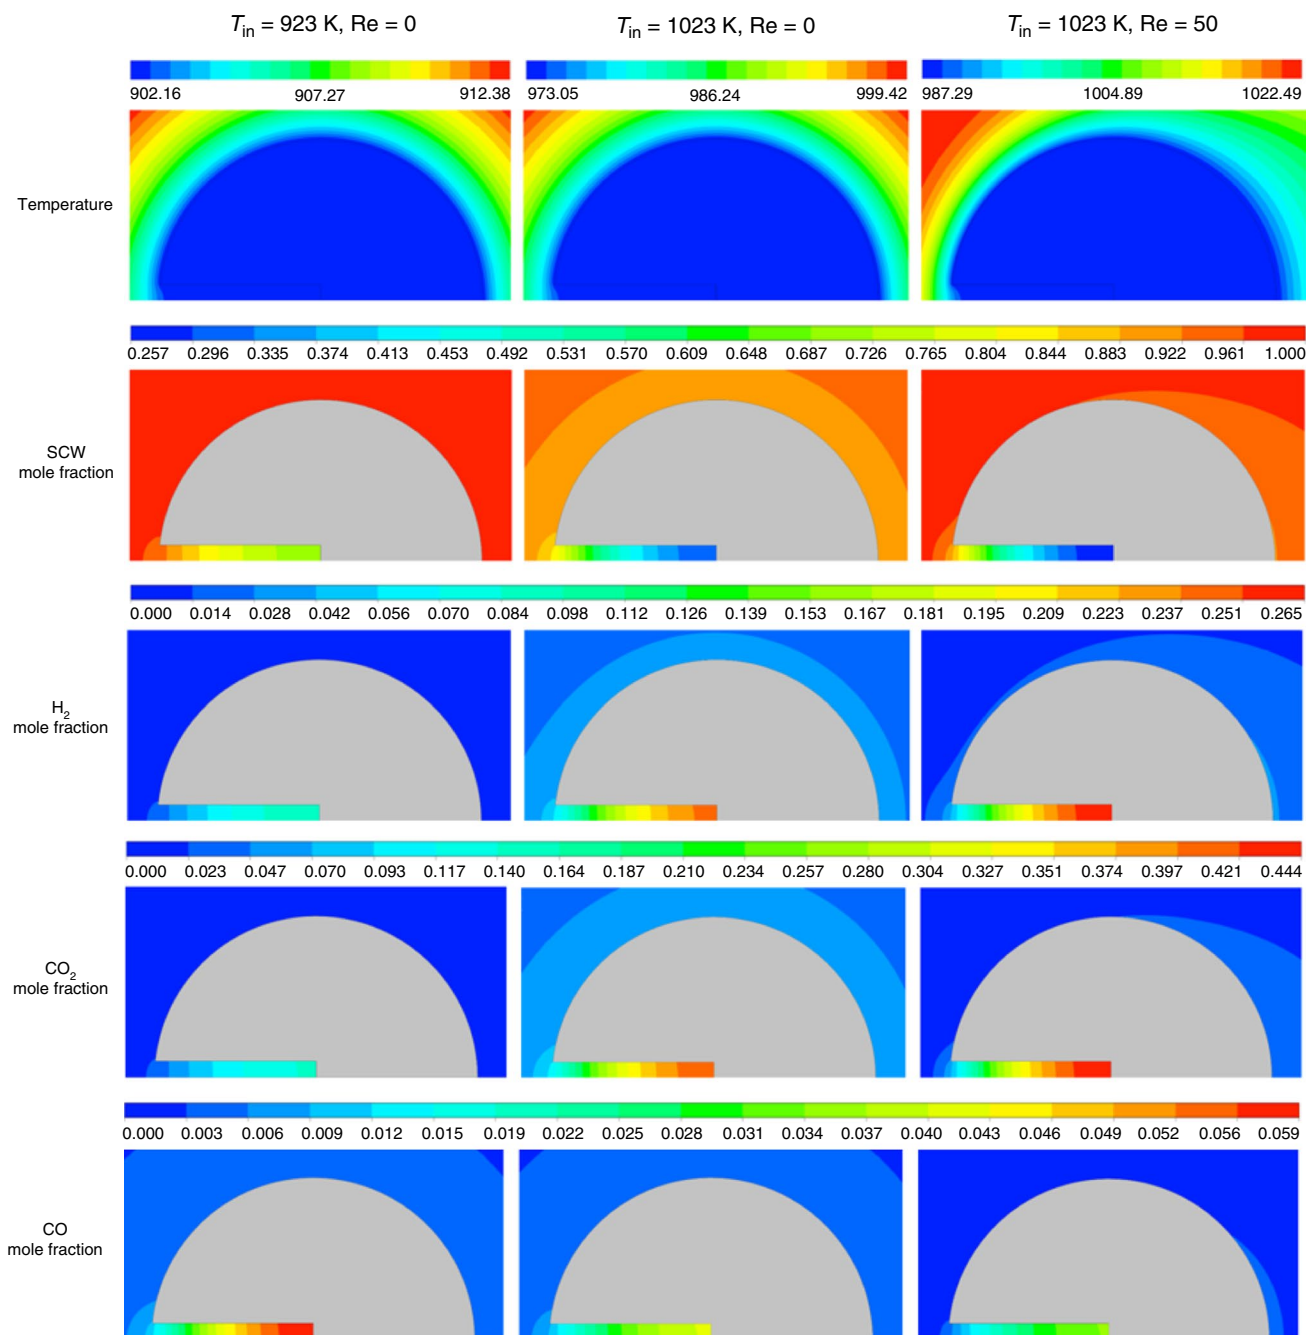 T_in = 923 K, Re = 0
T_in = 1023 K, Re = 0
T_in = 1023 K, Re = 50
902.16 907.27 912.38
973.05 986.24 999.42
987.29 1004.89 1022.49
Temperature
0.257 0.296 0.335 0.374 0.413 0.453 0.492 0.531 0.570 0.609 0.648 0.687 0.726 0.765 0.804 0.844 0.883 0.922 0.961 1.000
SCW
mole fraction
0.000 0.014 0.028 0.042 0.056 0.070 0.084 0.098 0.112 0.126 0.139 0.153 0.167 0.181 0.195 0.209 0.223 0.237 0.251 0.265
H₂
mole fraction
0.000 0.023 0.047 0.070 0.093 0.117 0.140 0.164 0.187 0.210 0.234 0.257 0.280 0.304 0.327 0.351 0.374 0.397 0.421 0.444
CO₂
mole fraction
0.000 0.003 0.006 0.009 0.012 0.015 0.019 0.022 0.025 0.028 0.031 0.034 0.037 0.040 0.043 0.046 0.049 0.052 0.056 0.059
CO
mole fraction